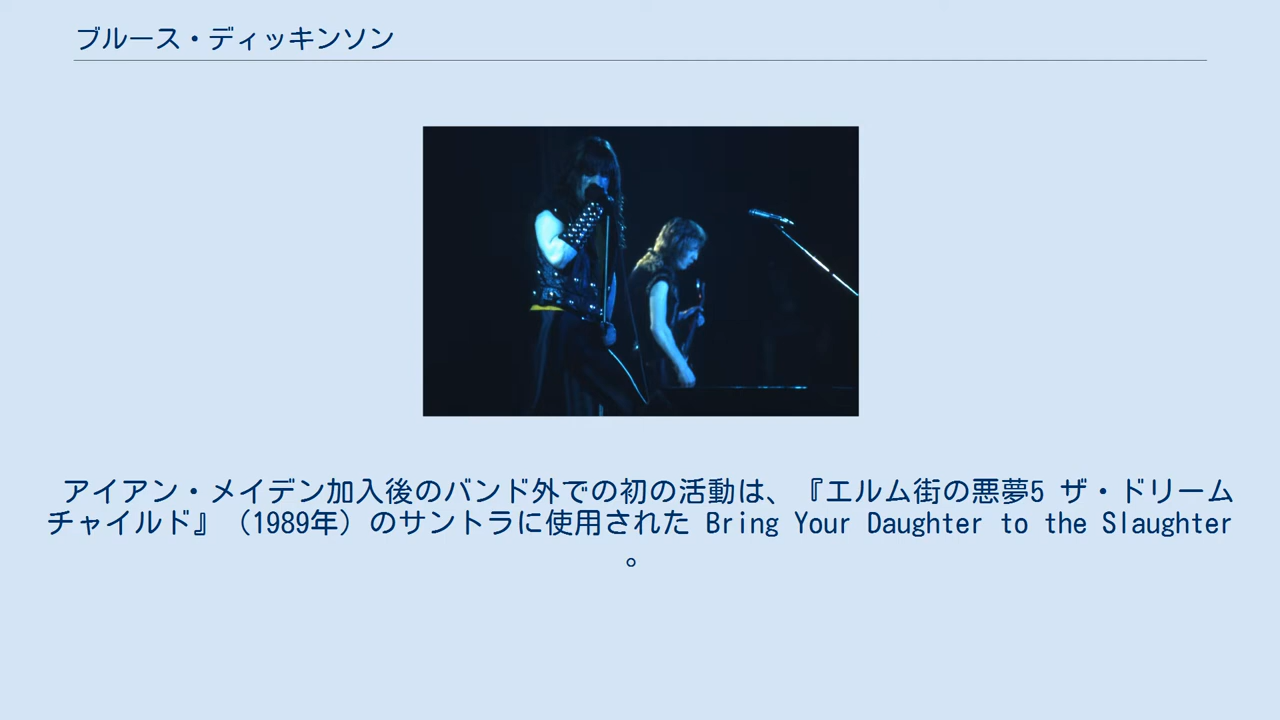 ブルース・ディッキンソン
アイアン・メイデン加入後のバンド外での初の活動は、『エルム街の悪夢5 ザ・ドリーム
チャイルド』（1989年）のサントラに使用された Bring Your Daughter to the Slaughter
。